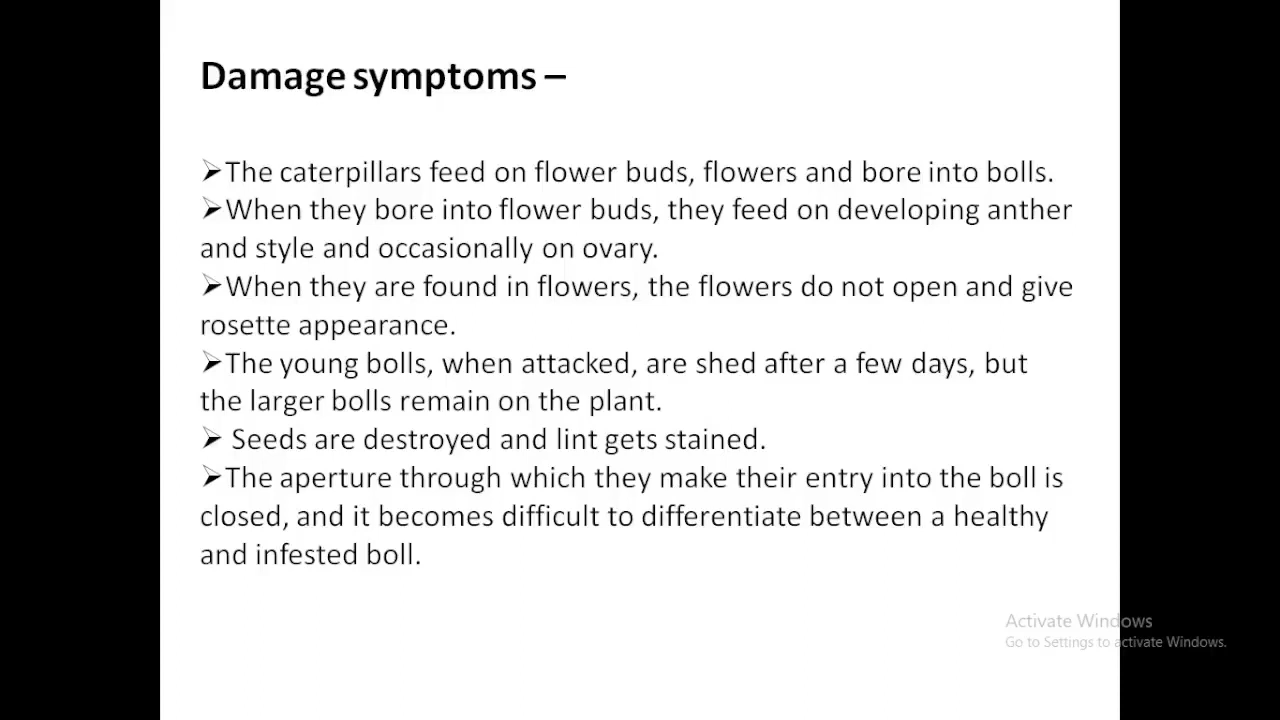 Damage symptoms –
➢The caterpillars feed on flower buds, flowers and bore into bolls.
➢When they bore into flower buds, they feed on developing anther
and style and occasionally on ovary.
➢When they are found in flowers, the flowers do not open and give
rosette appearance.
➢The young bolls, when attacked, are shed after a few days, but
the larger bolls remain on the plant.
➢ Seeds are destroyed and lint gets stained.
➢The aperture through which they make their entry into the boll is
closed, and it becomes difficult to differentiate between a healthy
and infested boll.
Activate Windows
Go to Settings to activate Windows.